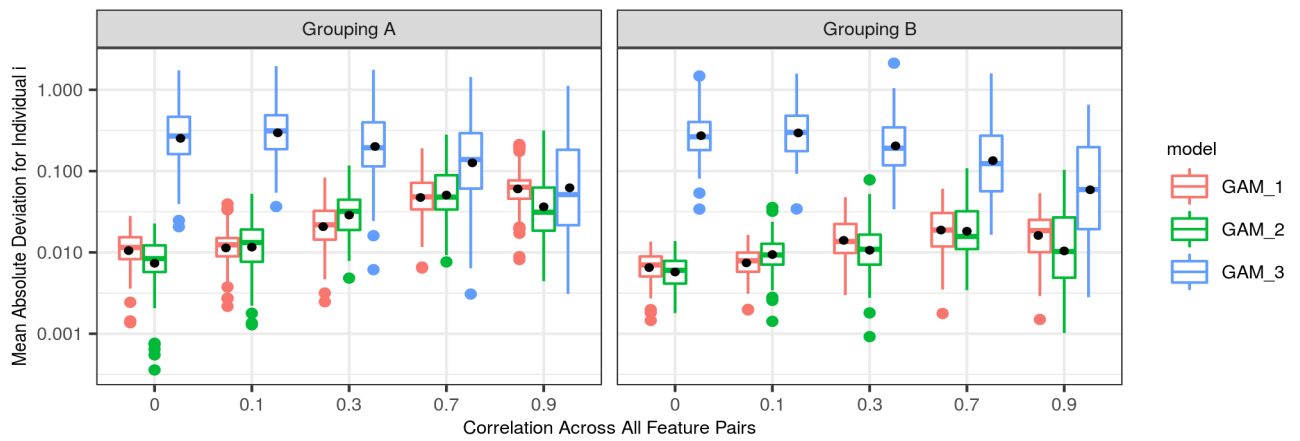 Grouping A
Grouping B
Mean Absolute Deviation for Individual i
1.000
0.100
0.010
0.001
0
0.1
0.3
0.7
0.9
0
0.1
0.3
0.7
0.9
Correlation Across All Feature Pairs
model
GAM_1
GAM_2
GAM_3